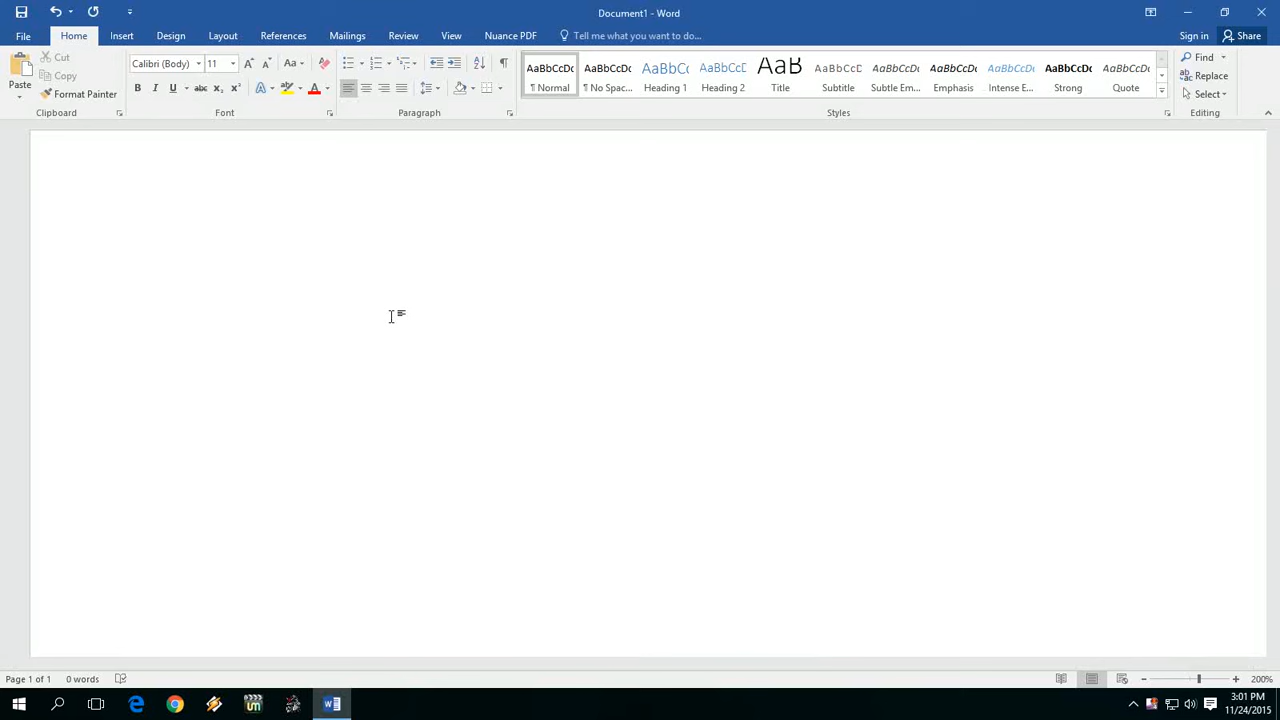 Document1 - Word
File Home Insert Design Layout References Mailings Review View Nuance PDF Tell me what you want to do... Sign in Share
Paste
Cut
Copy
Format Painter
Clipboard
Calibri (Body) 11 Aa
B I U abc x₂ x² A A
Font
Paragraph
AaBbCcDc AaBbCcDc AaBbCc AaBbCcD AaB AaBbCcD AaBbCcDc AaBbCcDc AaBbCcDc AaBbCcDc AaBbCcDc
¶ Normal ¶ No Spac... Heading 1 Heading 2 Title Subtitle Subtle Em... Emphasis Intense E... Strong Quote
Styles
Find
Replace
Select
Editing
Page 1 of 1 0 words 200%
3:01 PM
11/24/2015